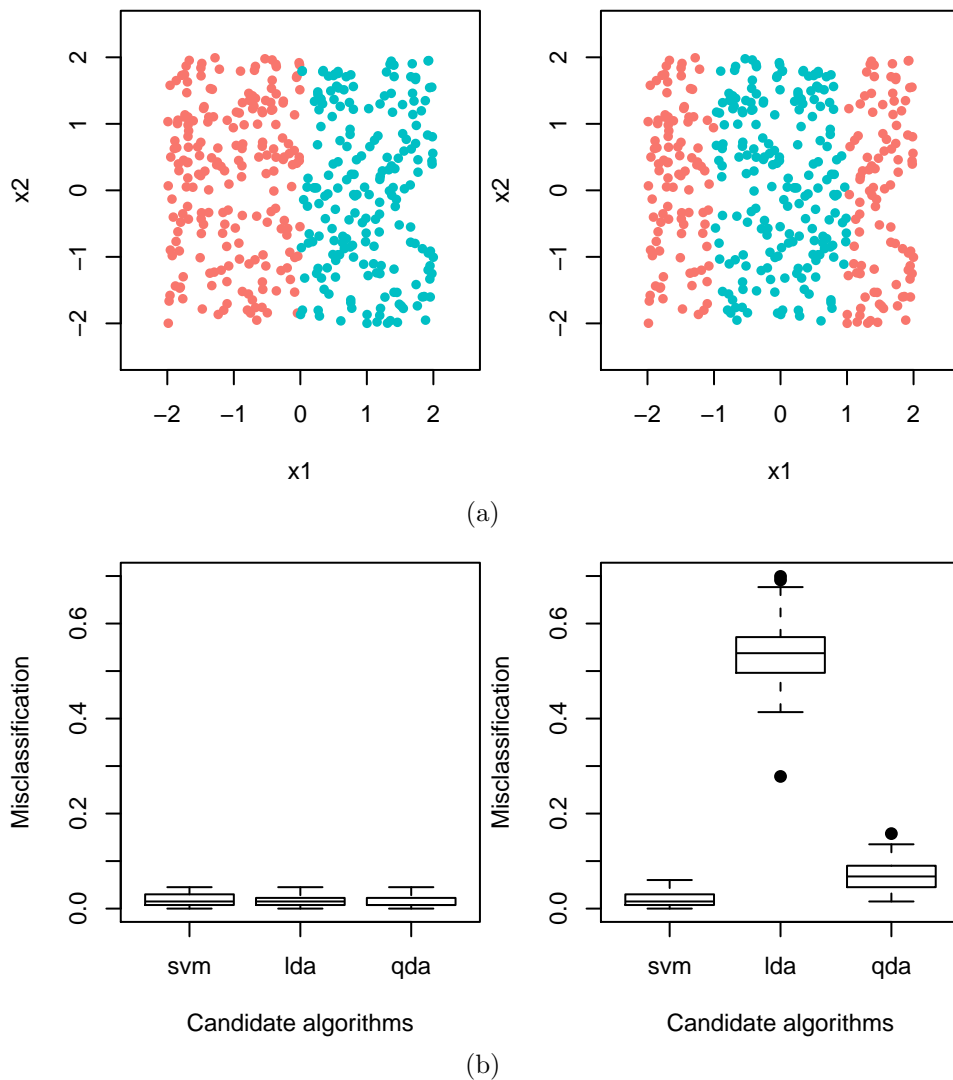 x2
2
1
0
−1
−2
−2 −1 0 1 2
x1
x2
2
1
0
−1
−2
−2 −1 0 1 2
x1
(a)
Misclassification
0.6
0.4
0.2
0.0
svm lda qda
Candidate algorithms
Misclassification
0.6
0.4
0.2
0.0
svm lda qda
Candidate algorithms
(b)